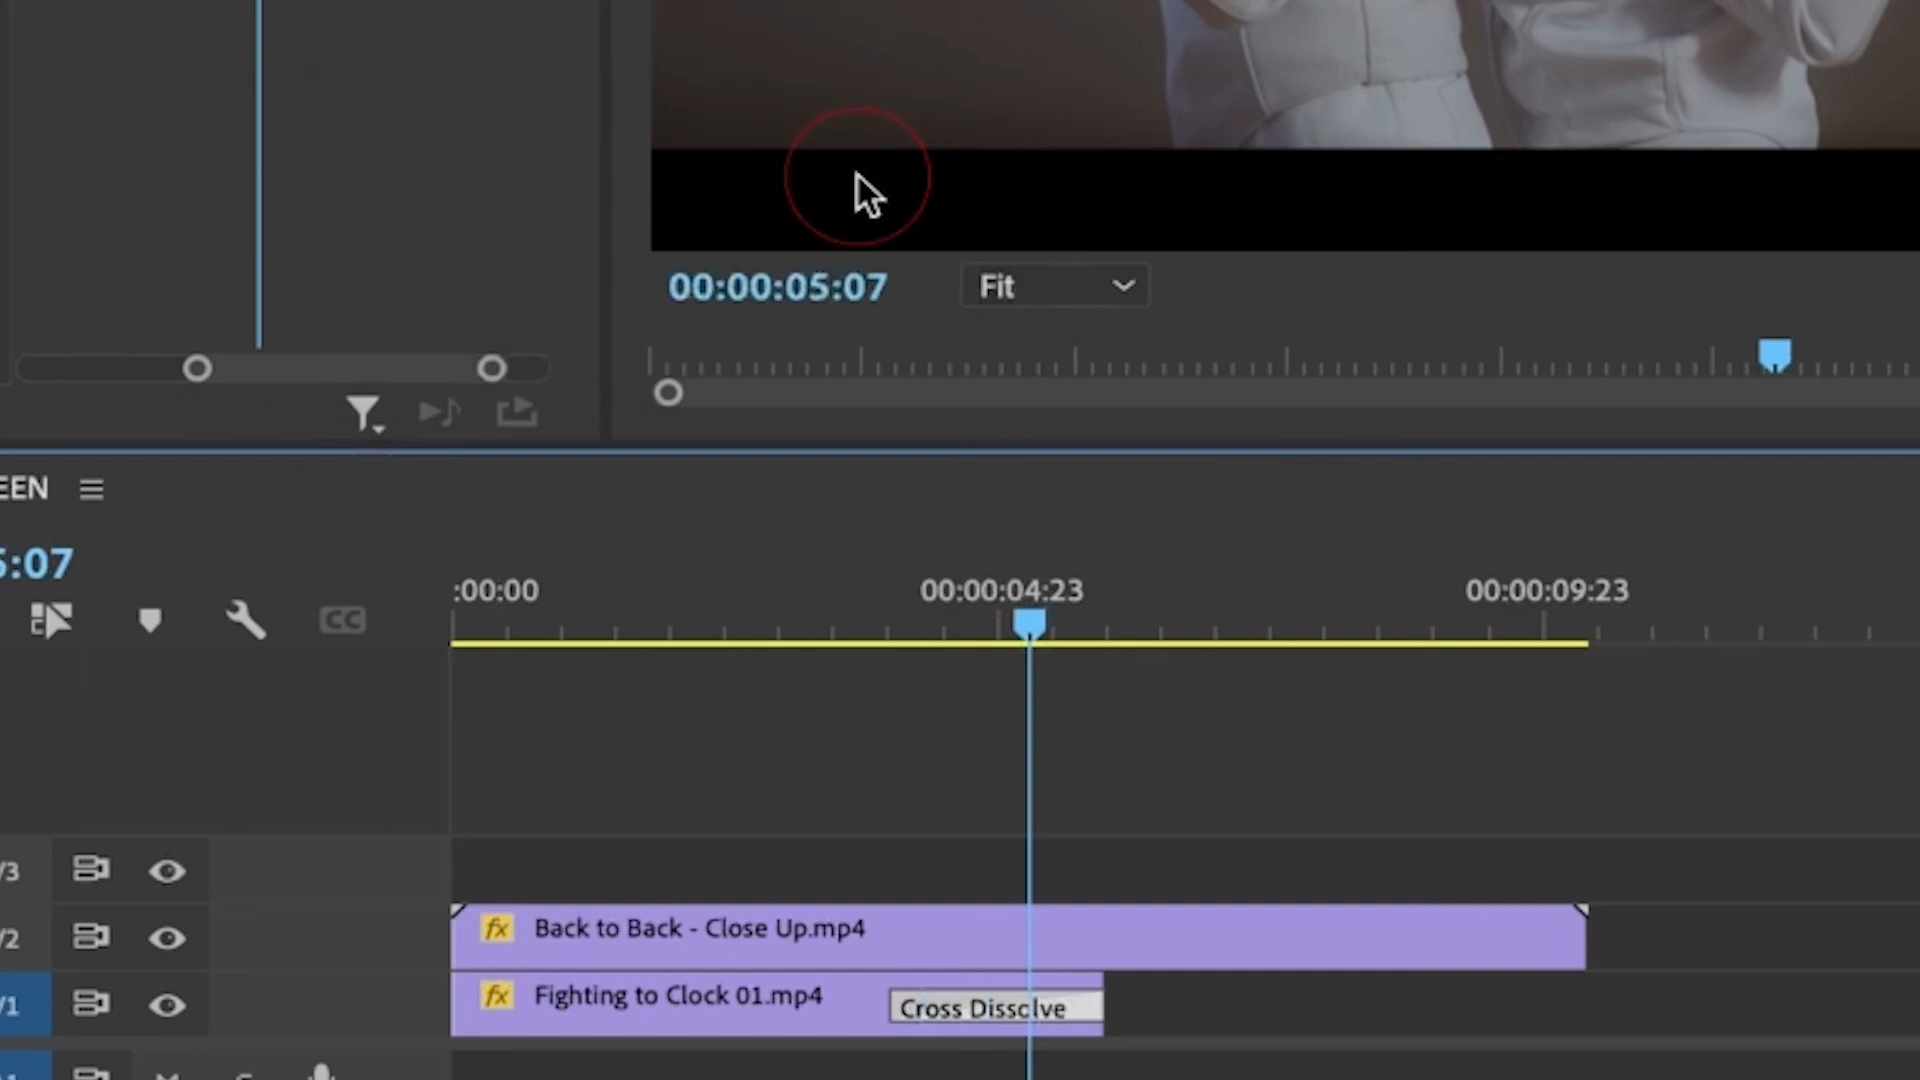 00:00:05:07 Fit
EEN
5:07
:00:00 00:00:04:23 00:00:09:23
CC
V3
V2 fx Back to Back - Close Up.mp4
V1 fx Fighting to Clock 01.mp4 Cross Dissolve